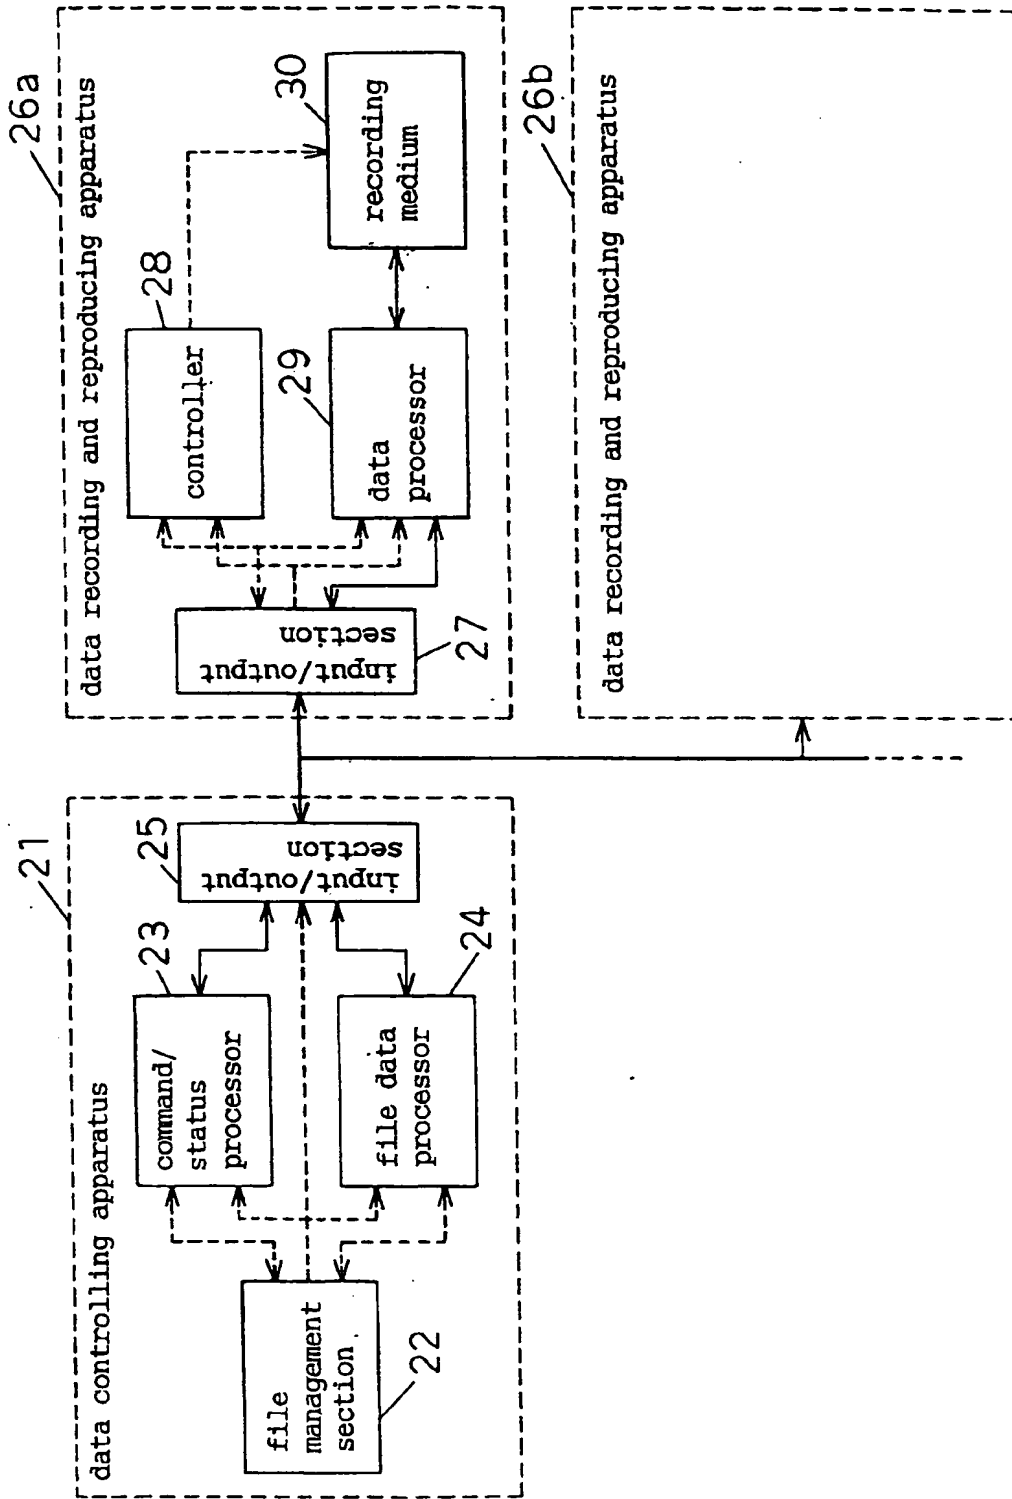 data controlling apparatus
21
file
management
section
22
command/
status
processor
23
file data
processor
24
input/output
section
25
data recording and reproducing apparatus
26a
input/output
section
27
controller
28
data
processor
29
recording
medium
30
data recording and reproducing apparatus
26b